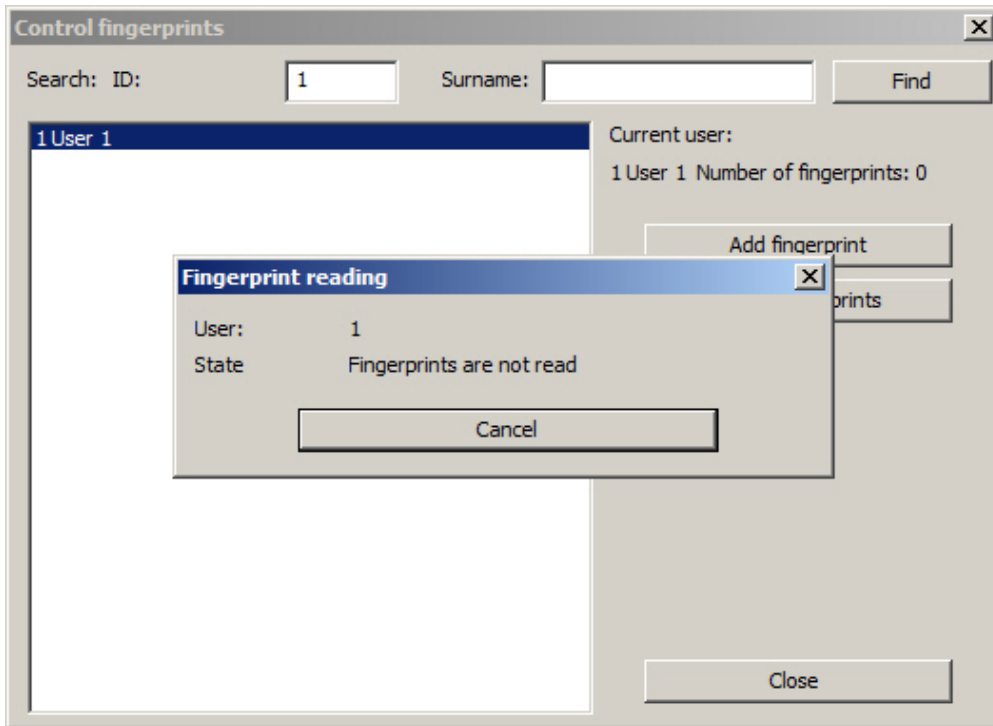 Control fingerprints
Search: ID: 1 Surname: Find
1 User 1
Current user:
1 User 1 Number of fingerprints: 0
Add fingerprint
prints
Fingerprint reading
User: 1
State Fingerprints are not read
Cancel
Close